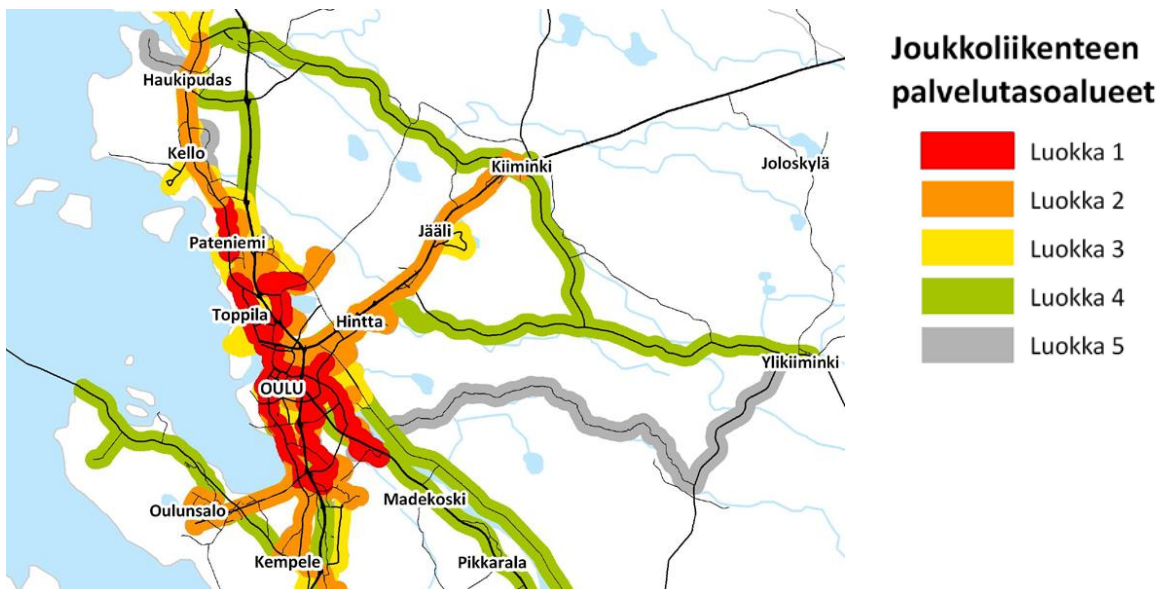 Haukipudas
Kello
Kiiminki
Joloskylä
Jääli
Pateniemi
Toppila
Hintta
Ylikiiminki
OULU
Oulunsalo
Madekoski
Kempele
Pikkarala
Joukkoliikenteen
palvelutasoalueet
Luokka 1
Luokka 2
Luokka 3
Luokka 4
Luokka 5